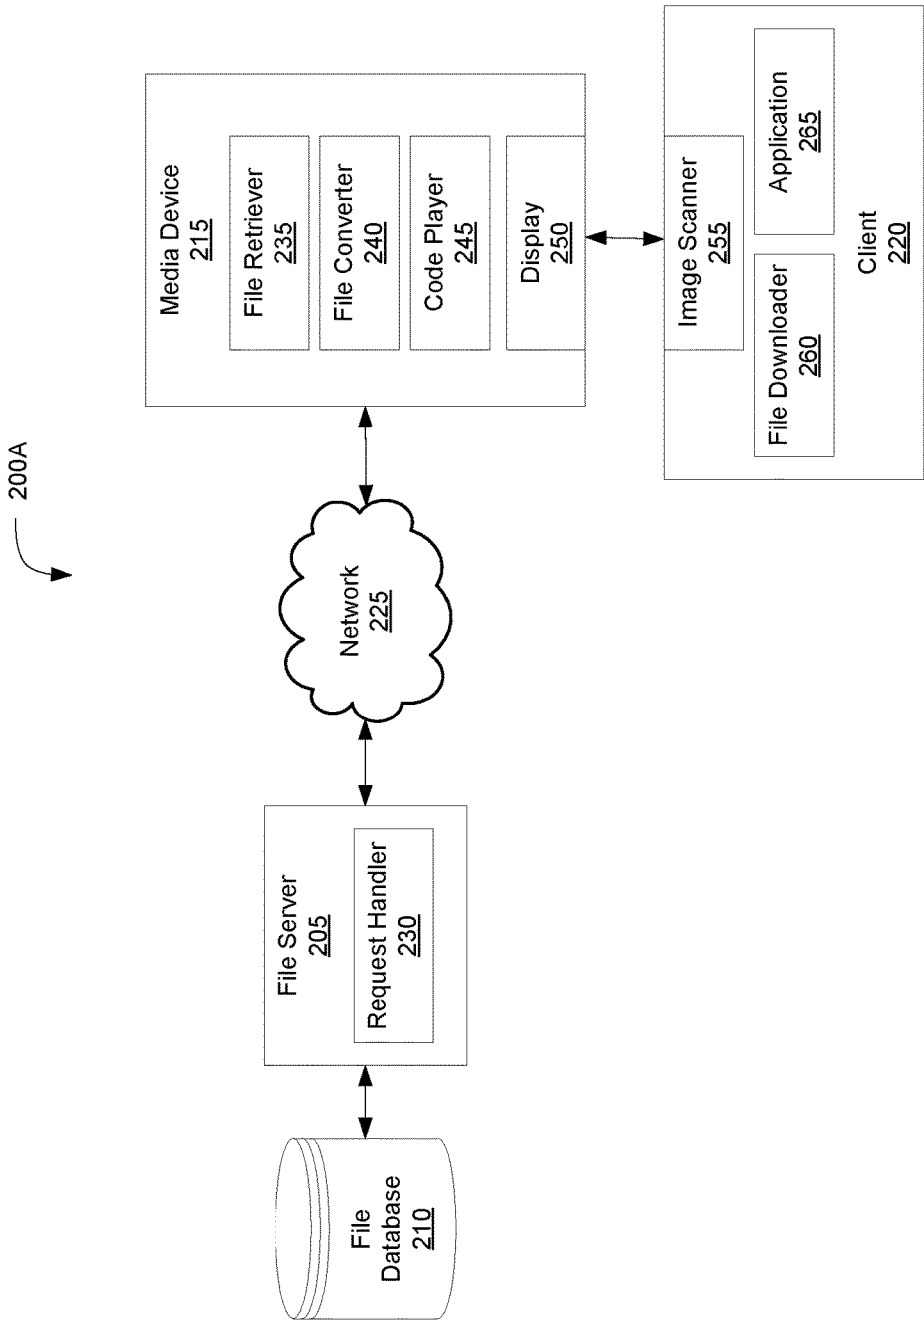 200A
File
Database
210
File Server
205
Request Handler
230
Network
225
Media Device
215
File Retriever
235
File Converter
240
Code Player
245
Display
250
Image Scanner
255
File Downloader
260
Application
265
Client
220